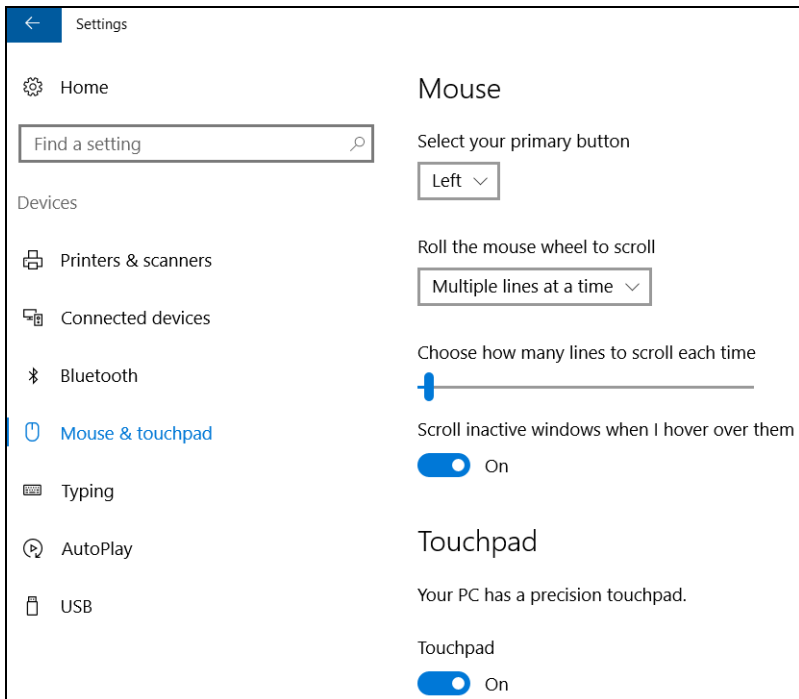 Settings
Home
Find a setting
Devices
Printers & scanners
Connected devices
Bluetooth
Mouse & touchpad
Typing
AutoPlay
USB
Mouse
Select your primary button
Left
Roll the mouse wheel to scroll
Multiple lines at a time
Choose how many lines to scroll each time
Scroll inactive windows when I hover over them
On
Touchpad
Your PC has a precision touchpad.
Touchpad
On